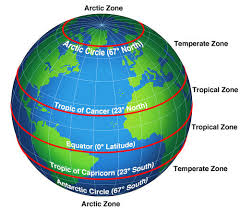 Arctic Zone
Arctic Circle (67° North)
Temperate Zone
Tropical Zone
Tropic of Cancer (23° North)
Tropical Zone
Equator (0° Latitude)
Temperate Zone
Tropic of Capricorn (23° South)
Antarctic Circle (67° South)
Arctic Zone